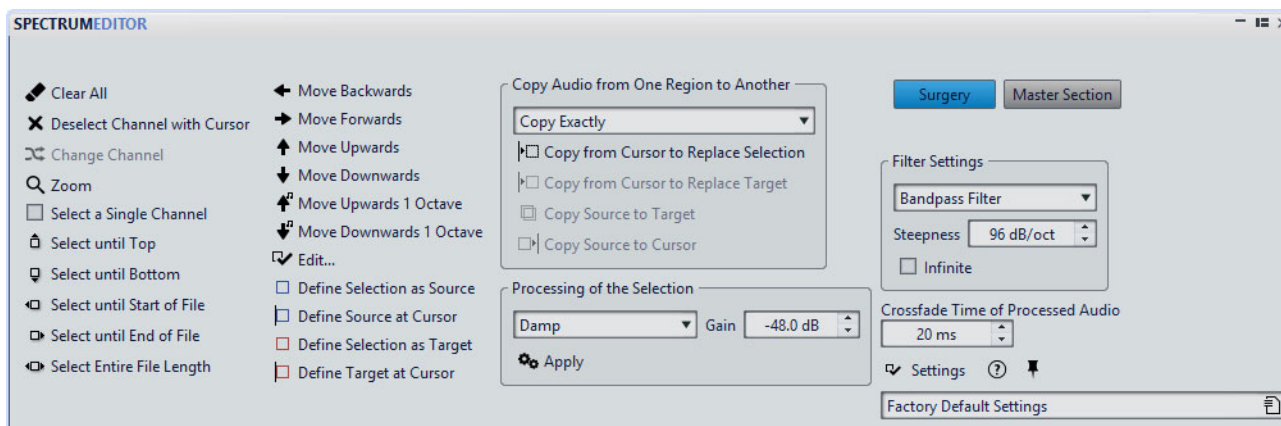 SPECTRUMEDITOR
Clear All
Deselect Channel with Cursor
Change Channel
Zoom
Select a Single Channel
Select until Top
Select until Bottom
Select until Start of File
Select until End of File
Select Entire File Length
Move Backwards
Move Forwards
Move Upwards
Move Downwards
Move Upwards 1 Octave
Move Downwards 1 Octave
Edit...
Define Selection as Source
Define Source at Cursor
Define Selection as Target
Define Target at Cursor
Copy Audio from One Region to Another
Copy Exactly
Copy from Cursor to Replace Selection
Copy from Cursor to Replace Target
Copy Source to Target
Copy Source to Cursor
Processing of the Selection
Damp Gain -48.0 dB
Apply
Surgery Master Section
Filter Settings
Bandpass Filter
Steepness 96 dB/oct
Infinite
Crossfade Time of Processed Audio
20 ms
Settings ?
Factory Default Settings